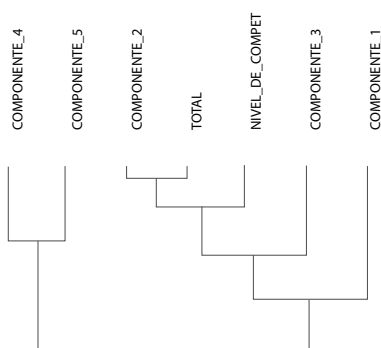 COMPONENTE_4
COMPONENTE_5
COMPONENTE_2
TOTAL
NIVEL_DE_COMPET
COMPONENTE_3
COMPONENTE_1